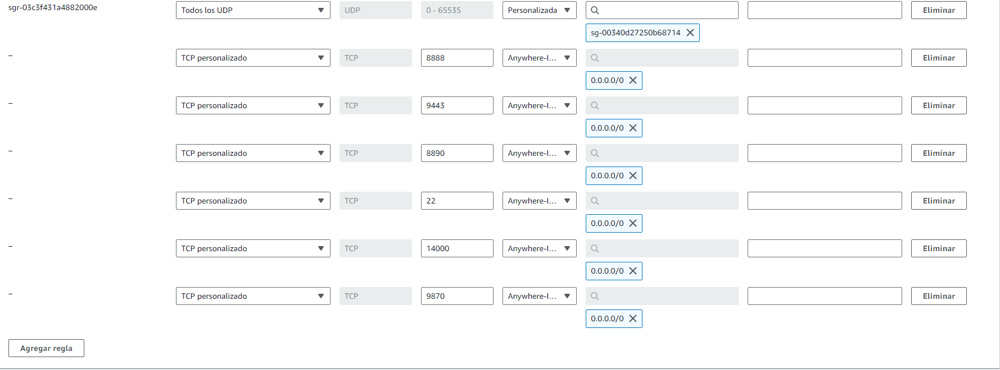 sgr-03c3f431a4882000e Todos los UDP UDP 0 - 65535 Personalizada Eliminar
sg-00340d27250b68714
– TCP personalizado TCP 8888 Anywhere-I... Eliminar
0.0.0.0/0
– TCP personalizado TCP 9443 Anywhere-I... Eliminar
0.0.0.0/0
– TCP personalizado TCP 8890 Anywhere-I... Eliminar
0.0.0.0/0
– TCP personalizado TCP 22 Anywhere-I... Eliminar
0.0.0.0/0
– TCP personalizado TCP 14000 Anywhere-I... Eliminar
0.0.0.0/0
– TCP personalizado TCP 9870 Anywhere-I... Eliminar
0.0.0.0/0
Agregar regla